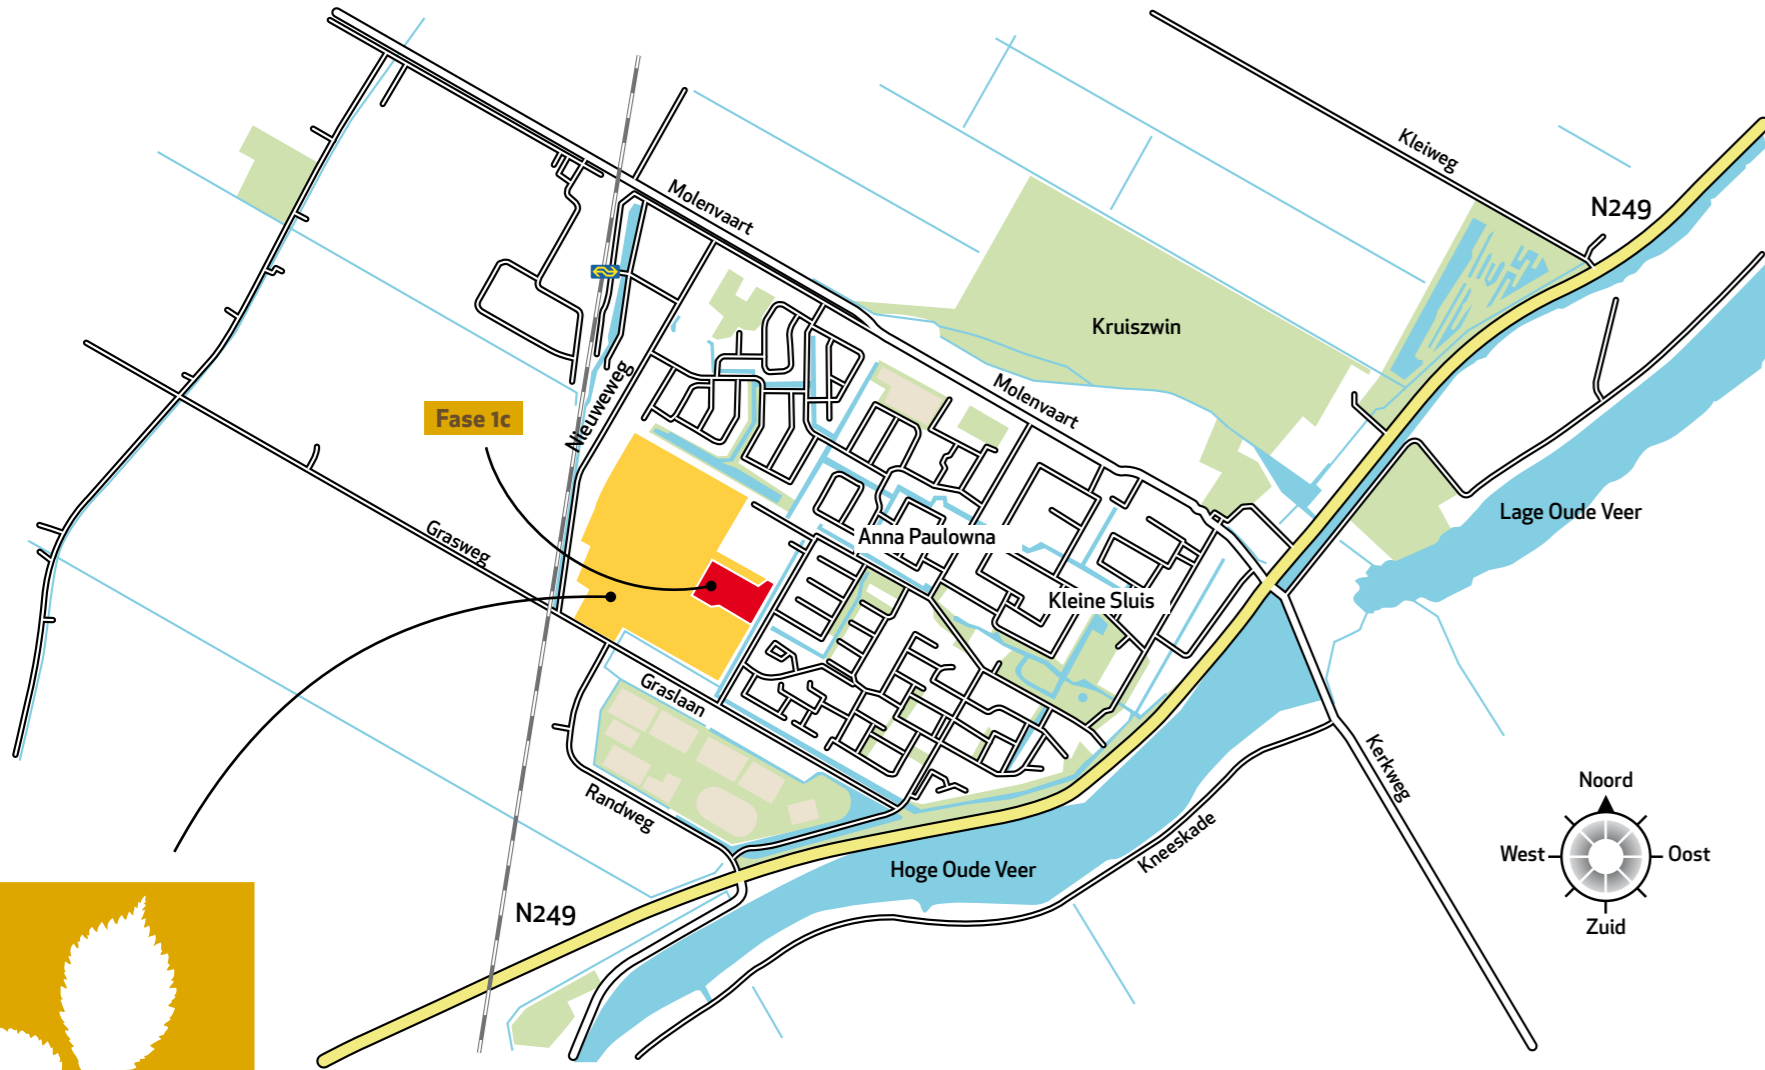 Kleiweg
N249
Molenvaart
Kruiszwin
Nieuweweg
Molenvaart
Fase 1c
Lage Oude Veer
Grasweg
Anna Paulowna
Kleine Sluis
Graslaan
Kerkweg
Noord
Randweg
Kneeskade
West
Oost
Hoge Oude Veer
N249
Zuid